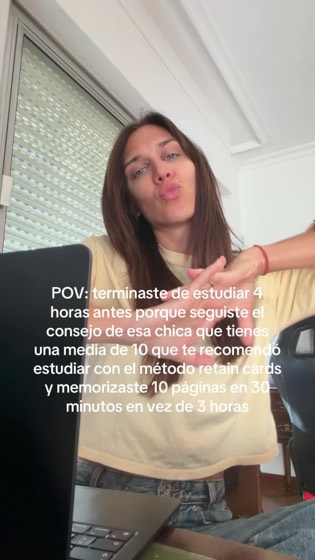 POV: terminaste de estudiar 4
horas antes porque seguiste el
consejo de esa chica que tienes
una media de 10 que te recomendó
estudiar con el método retain cards
y memorizaste 10 páginas en 30
minutos en vez de 3 horas